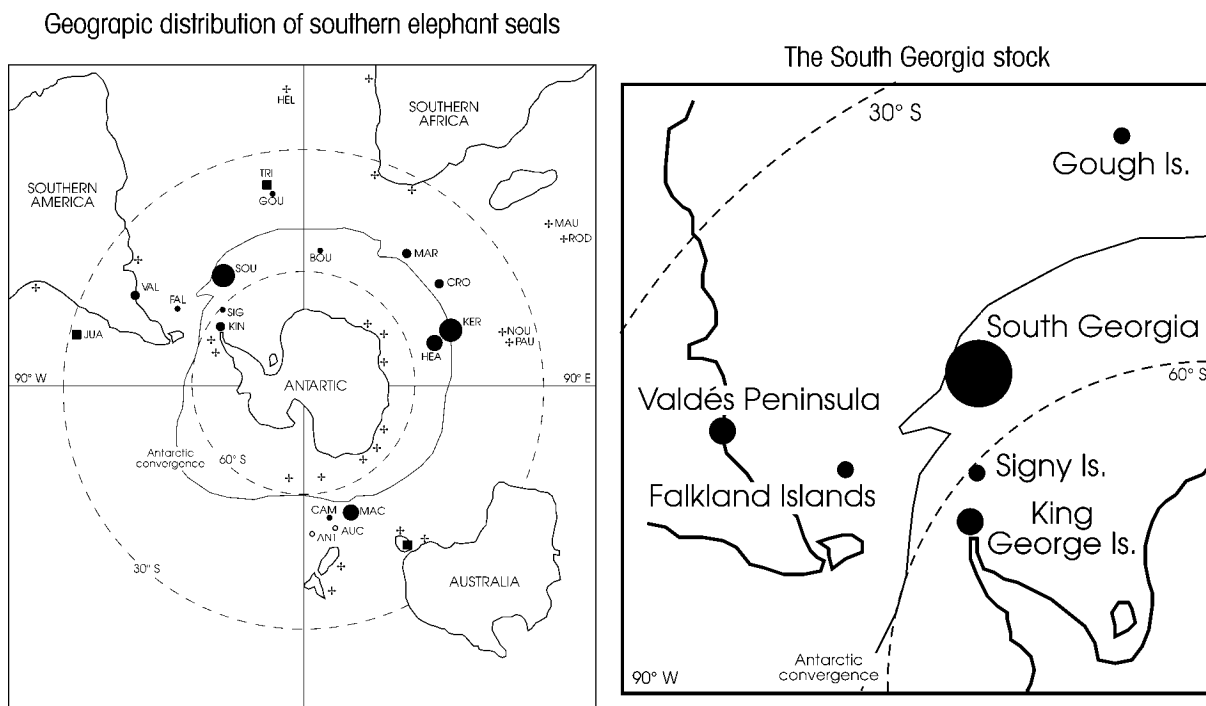 Geograpic distribution of southern elephant seals
HEL
SOUTHERN
AFRICA
SOUTHERN
AMERICA
TRI
GOU
MAU
ROD
BOU
MAR
SOU
CRO
VAL
FAL
SIG
KIN
KER
NOU
PAU
JUA
HEA
90° W
ANTARTIC
90° E
Antarctic
convergence
60° S
CAM
MAC
AUC
ANT
30° S
AUSTRALIA
The South Georgia stock
30° S
Gough Is.
South Georgia
60° S
Valdés Peninsula
Signy Is.
Falkland Islands
King
George Is.
Antarctic
convergence
90° W